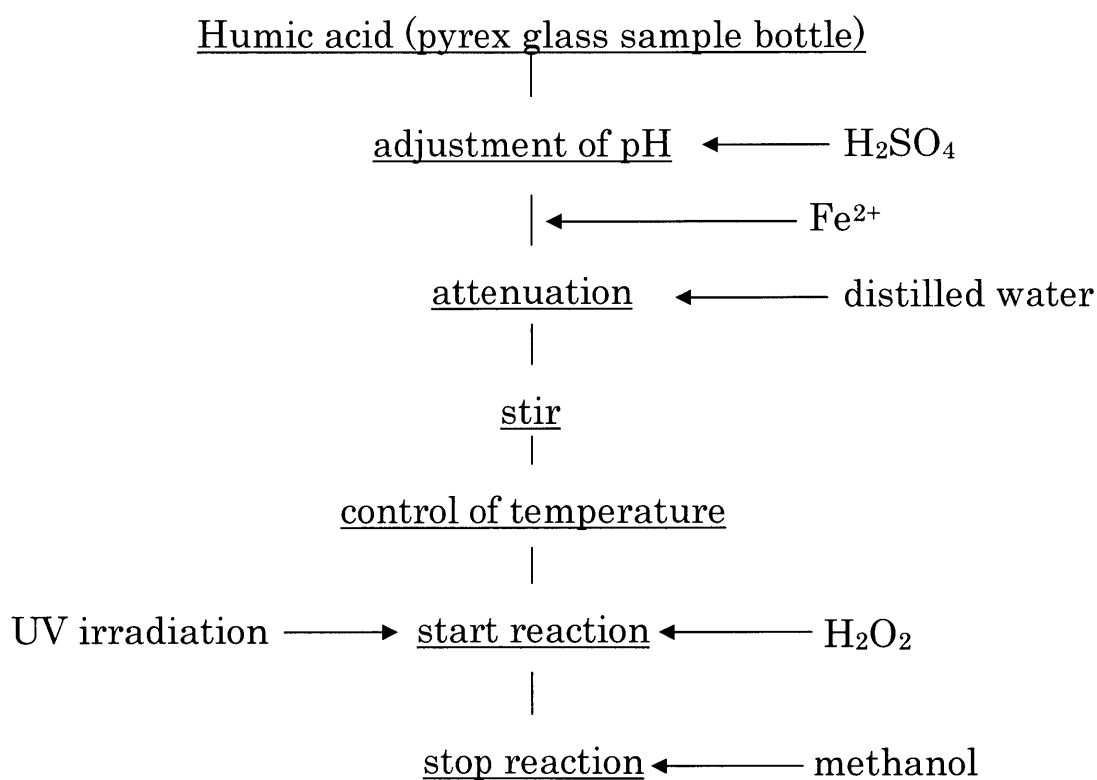 Humic acid (pyrex glass sample bottle)
adjustment of pH H₂SO₄
Fe²⁺
attenuation distilled water
stir
control of temperature
UV irradiation start reaction H₂O₂
stop reaction methanol